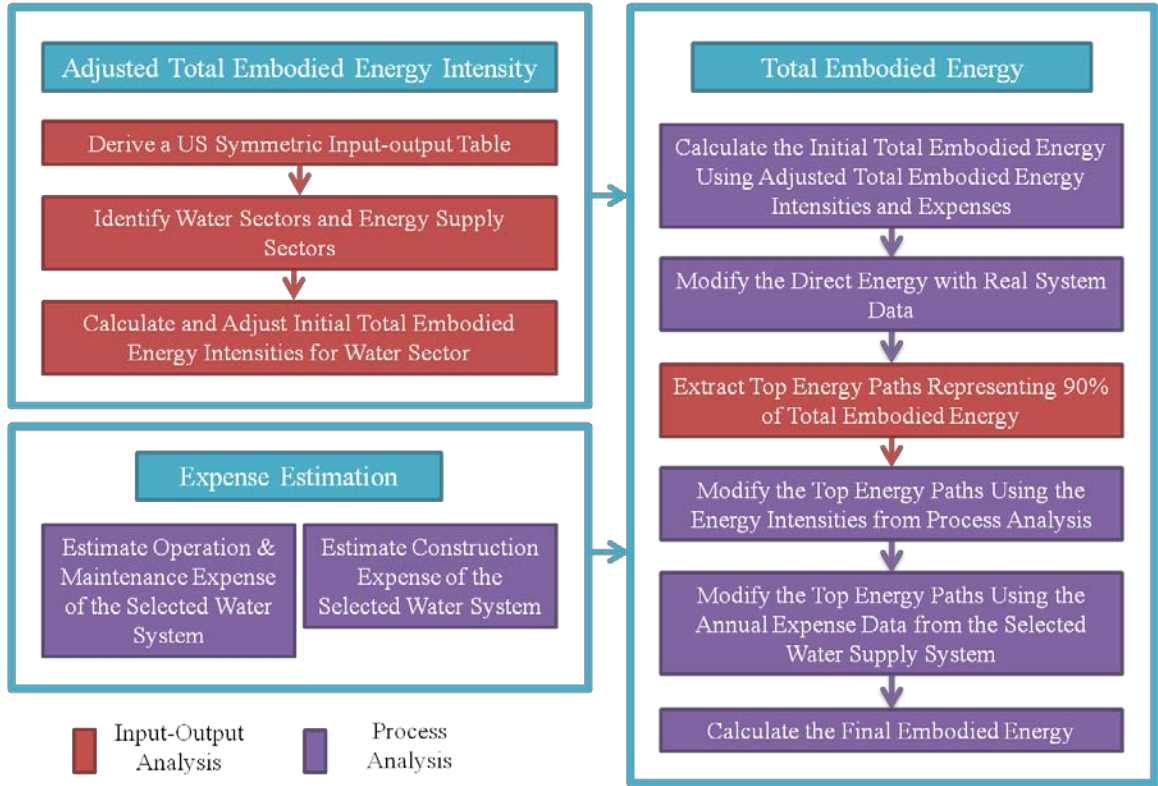 Adjusted Total Embodied Energy Intensity
Derive a US Symmetric Input-output Table
Identify Water Sectors and Energy Supply
Sectors
Calculate and Adjust Initial Total Embodied
Energy Intensities for Water Sector
Expense Estimation
Estimate Operation &
Maintenance Expense
of the Selected Water
System
Estimate Construction
Expense of the
Selected Water System
Input-Output
Analysis
Process
Analysis
Total Embodied Energy
Calculate the Initial Total Embodied Energy
Using Adjusted Total Embodied Energy
Intensities and Expenses
Modify the Direct Energy with Real System
Data
Extract Top Energy Paths Representing 90%
of Total Embodied Energy
Modify the Top Energy Paths Using the
Energy Intensities from Process Analysis
Modify the Top Energy Paths Using the
Annual Expense Data from the Selected
Water Supply System
Calculate the Final Embodied Energy